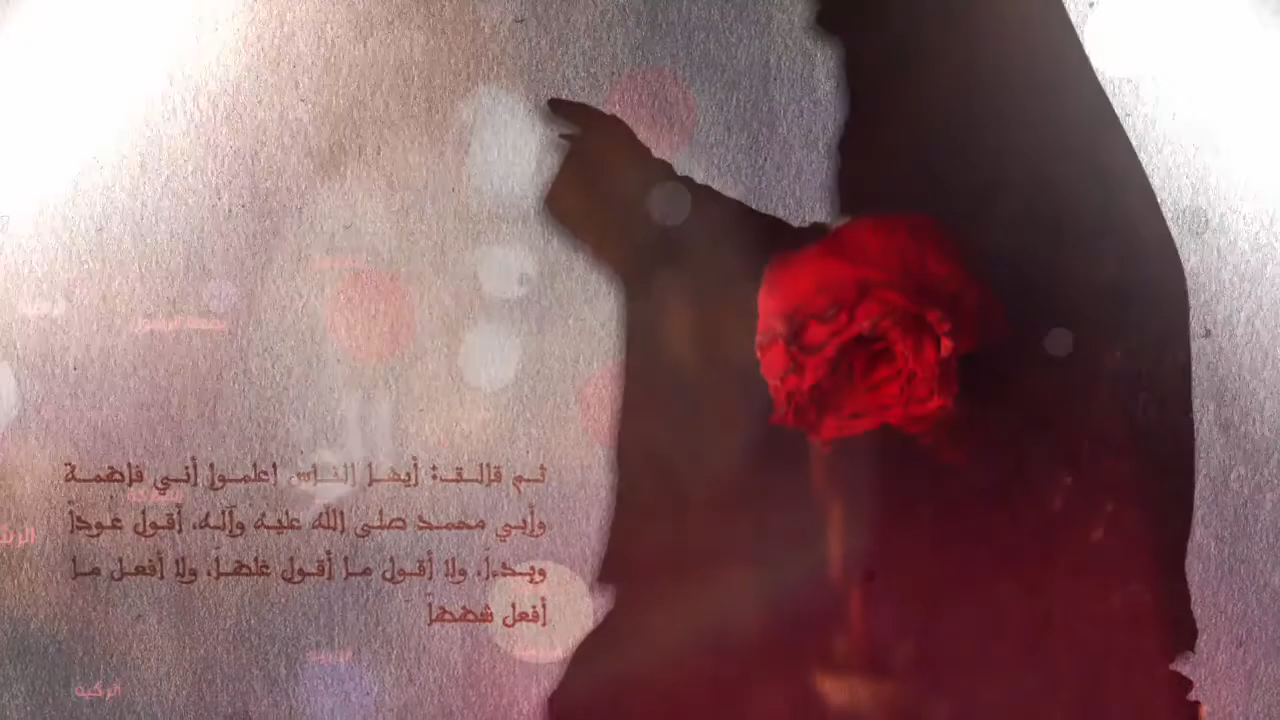 ثم قالت: أيها الناس اعلموا أني فاطمة
وأبي محمد صلى الله عليه وآله، أقول عوداً
وبدءاً، ولا أقول ما أقول غلطاً، ولا أفعل ما
أفعل شططاً
الزكية